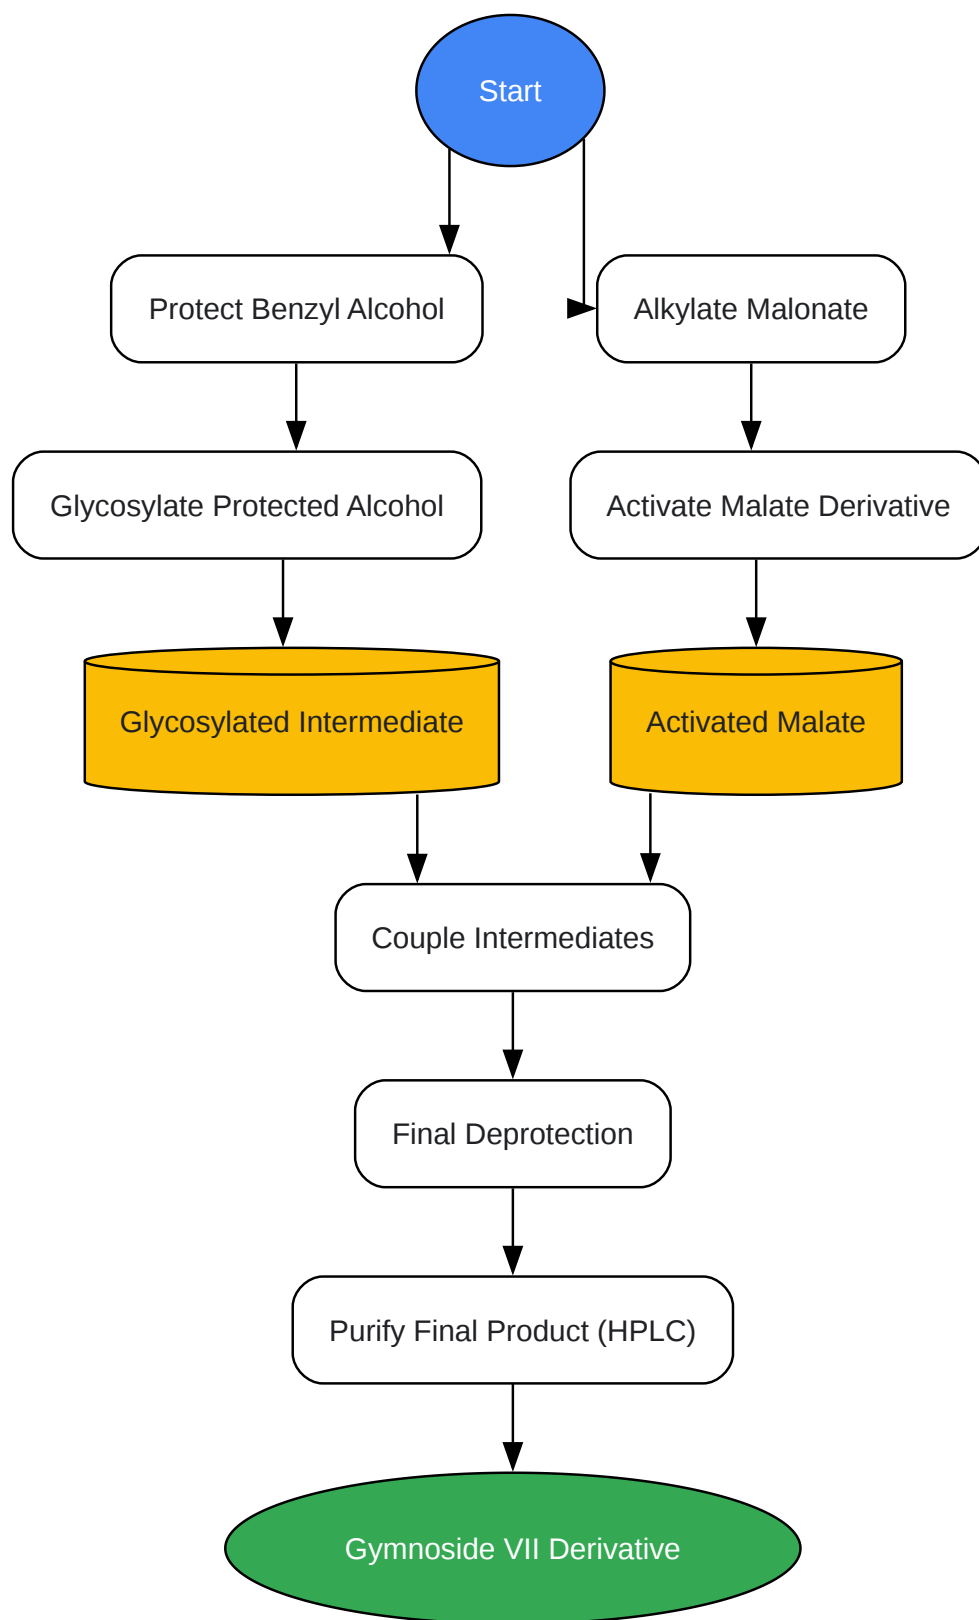 Start
Protect Benzyl Alcohol
Alkylate Malonate
Glycosylate Protected Alcohol
Activate Malate Derivative
Glycosylated Intermediate
Activated Malate
Couple Intermediates
Final Deprotection
Purify Final Product (HPLC)
Gymnoside VII Derivative